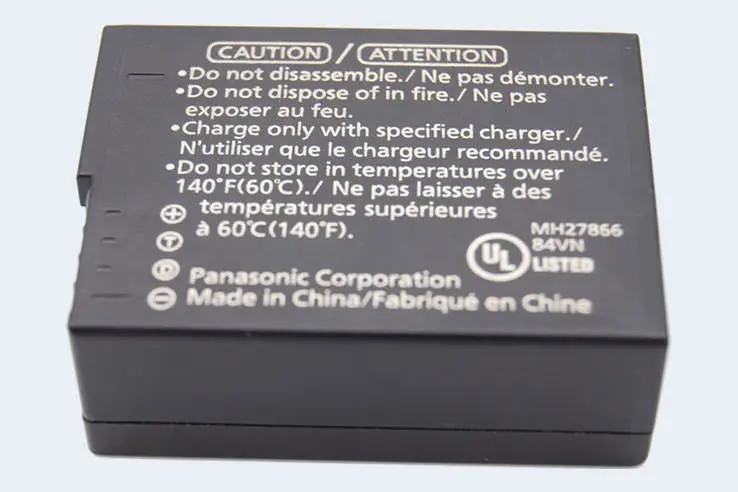 CAUTION / ATTENTION
•Do not disassemble./ Ne pas démonter.
•Do not dispose of in fire./ Ne pas
exposer au feu.
•Charge only with specified charger./
N'utiliser que le chargeur recommandé.
•Do not store in temperatures over
140°F(60°C)./ Ne pas laisser à des
températures supérieures
à 60°C(140°F).
+
T
D
−
Panasonic Corporation
Made in China/Fabriqué en Chine
MH27866
84VN
UL LISTED